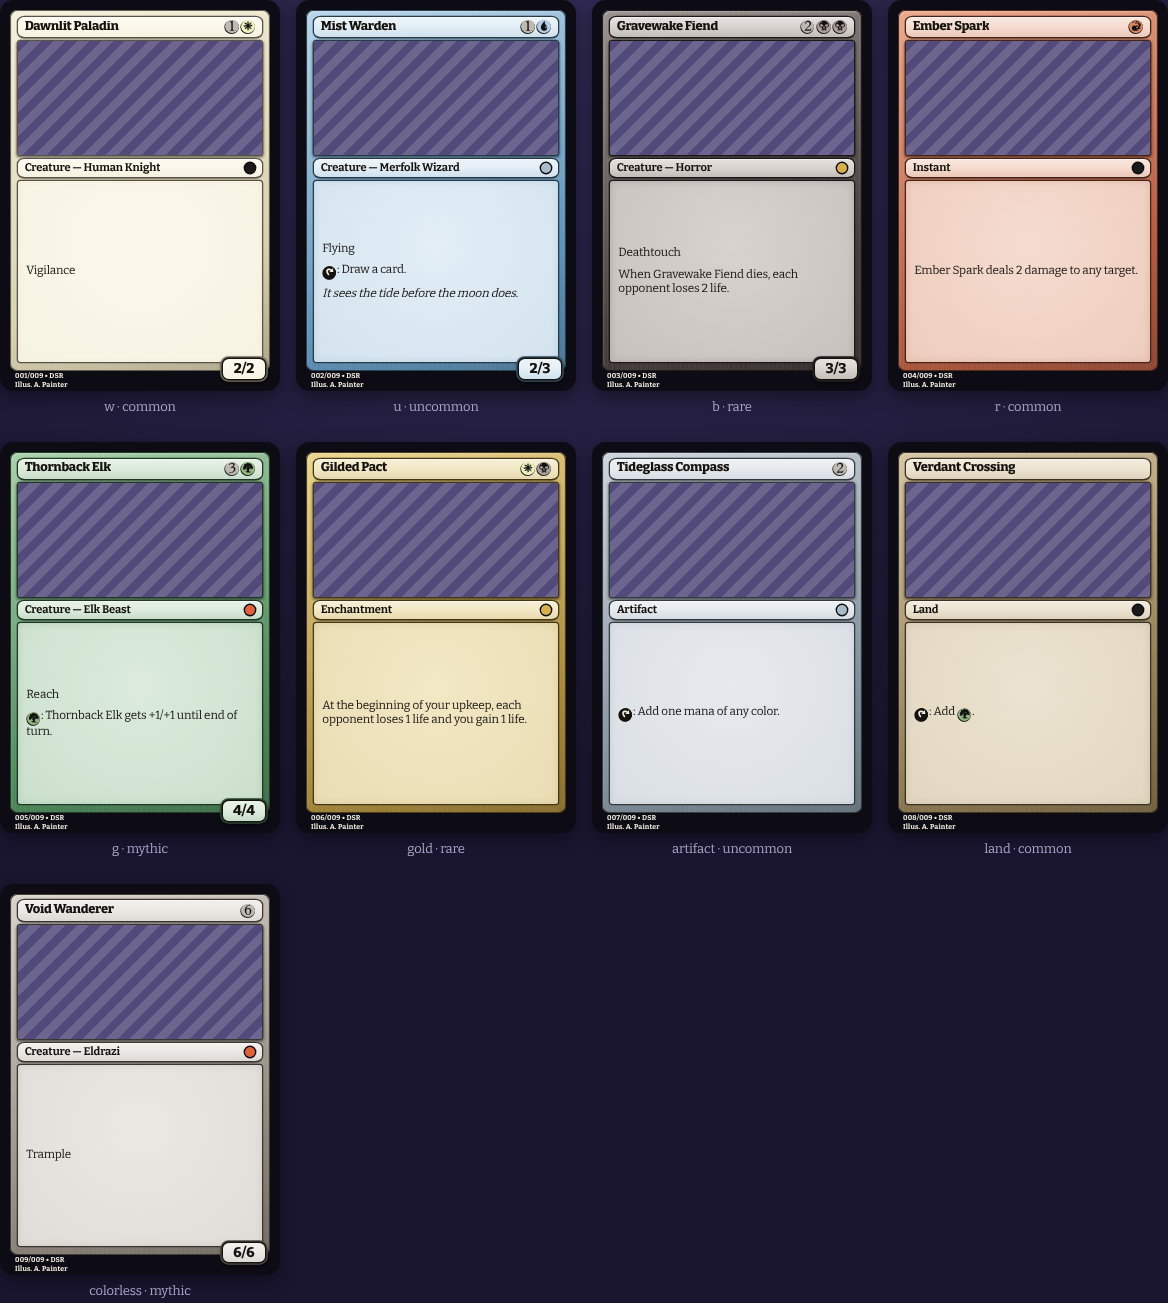 Dawnlit Paladin 1
Creature — Human Knight
Vigilance
2/2
001/009 • DSR
Illus. A. Painter
w · common
Mist Warden 1
Creature — Merfolk Wizard
Flying
: Draw a card.
It sees the tide before the moon does.
2/3
002/009 • DSR
Illus. A. Painter
u · uncommon
Gravewake Fiend 2
Creature — Horror
Deathtouch
When Gravewake Fiend dies, each
opponent loses 2 life.
3/3
003/009 • DSR
Illus. A. Painter
b · rare
Ember Spark
Instant
Ember Spark deals 2 damage to any target.
004/009 • DSR
Illus. A. Painter
r · common
Thornback Elk 3
Creature — Elk Beast
Reach
: Thornback Elk gets +1/+1 until end of
turn.
4/4
005/009 • DSR
Illus. A. Painter
g · mythic
Gilded Pact
Enchantment
At the beginning of your upkeep, each
opponent loses 1 life and you gain 1 life.
006/009 • DSR
Illus. A. Painter
gold · rare
Tideglass Compass 2
Artifact
: Add one mana of any color.
007/009 • DSR
Illus. A. Painter
artifact · uncommon
Verdant Crossing
Land
: Add .
008/009 • DSR
Illus. A. Painter
land · common
Void Wanderer 6
Creature — Eldrazi
Trample
6/6
009/009 • DSR
Illus. A. Painter
colorless · mythic